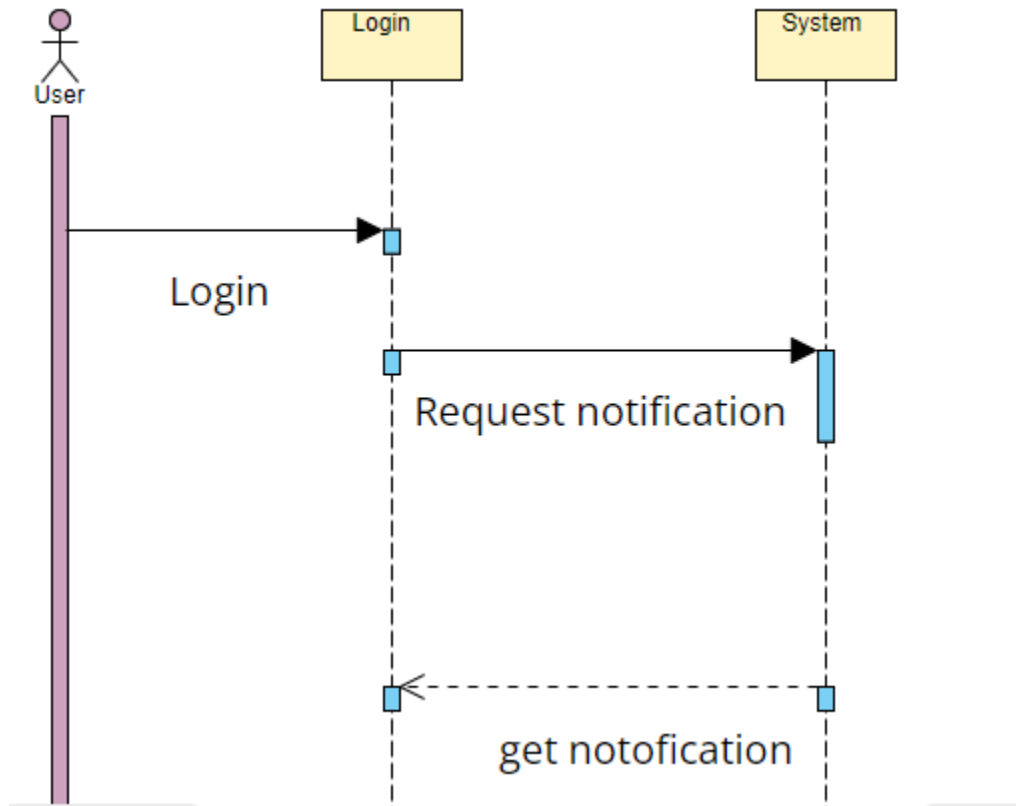 Login
System
User
Login
Request notification
get notofication